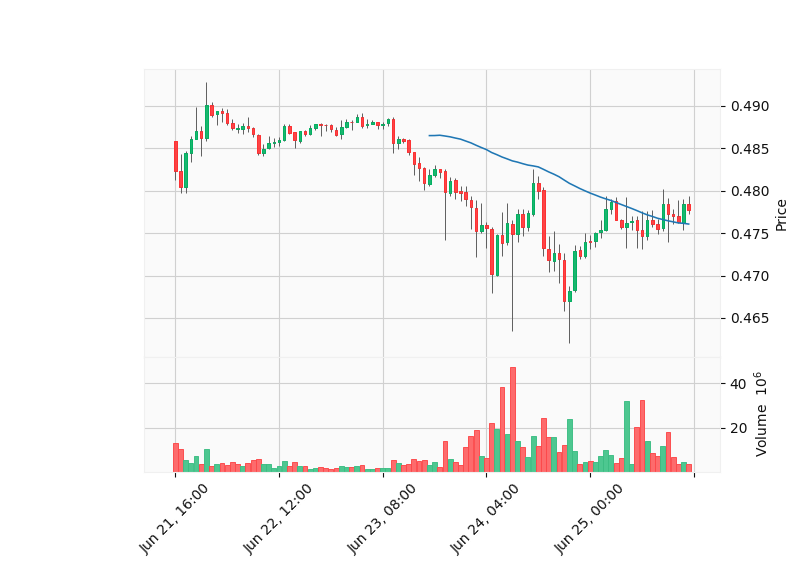 0.490
0.485
0.480
0.475
0.470
0.465
Price
40
20
Volume 10^6
Jun 21, 16:00
Jun 22, 12:00
Jun 23, 08:00
Jun 24, 04:00
Jun 25, 00:00